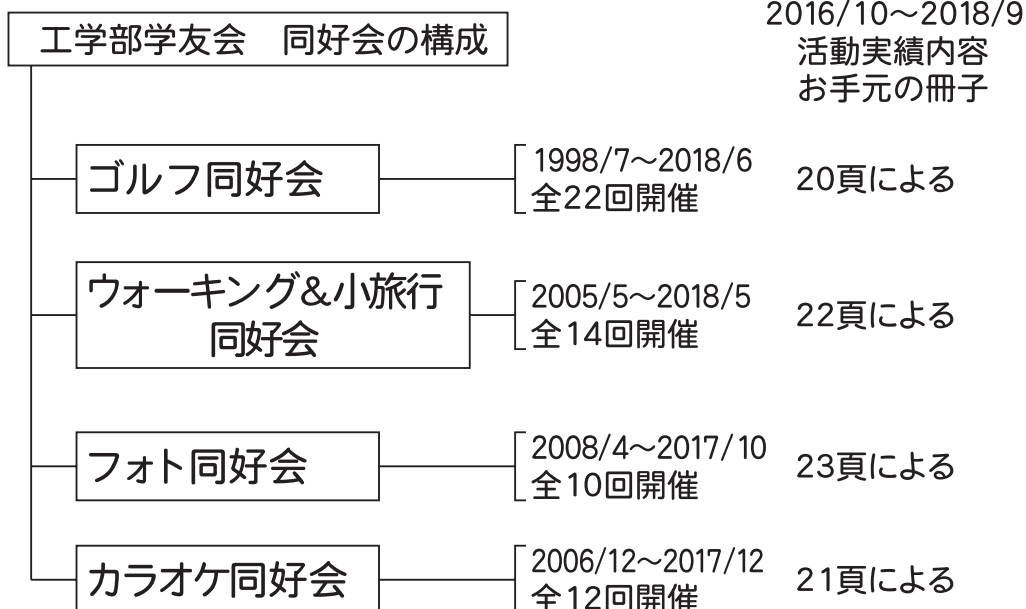 工学部学友会　同好会の構成
2016/10～2018/9
活動実績内容
お手元の冊子
ゴルフ同好会
1998/7～2018/6
全22回開催
20頁による
ウォーキング&小旅行
同好会
2005/5～2018/5
全14回開催
22頁による
フォト同好会
2008/4～2017/10
全10回開催
23頁による
カラオケ同好会
2006/12～2017/12
全12回開催
21頁による